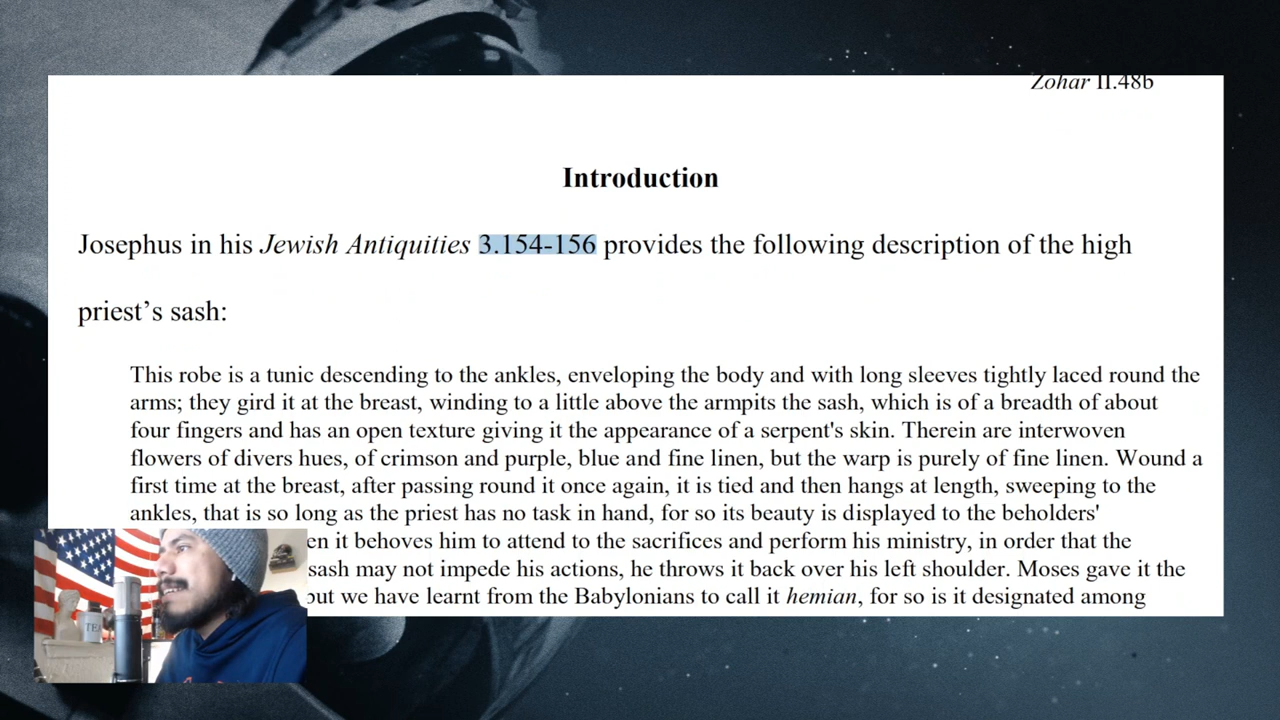 Zohar II.48b
Introduction
Josephus in his Jewish Antiquities 3.154-156 provides the following description of the high
priest’s sash:
This robe is a tunic descending to the ankles, enveloping the body and with long sleeves tightly laced round the
arms; they gird it at the breast, winding to a little above the armpits the sash, which is of a breadth of about
four fingers and has an open texture giving it the appearance of a serpent's skin. Therein are interwoven
flowers of divers hues, of crimson and purple, blue and fine linen, but the warp is purely of fine linen. Wound a
first time at the breast, after passing round it once again, it is tied and then hangs at length, sweeping to the
ankles, that is so long as the priest has no task in hand, for so its beauty is displayed to the beholders'
en it behoves him to attend to the sacrifices and perform his ministry, in order that the
sash may not impede his actions, he throws it back over his left shoulder. Moses gave it the
but we have learnt from the Babylonians to call it hemian, for so is it designated among
TE